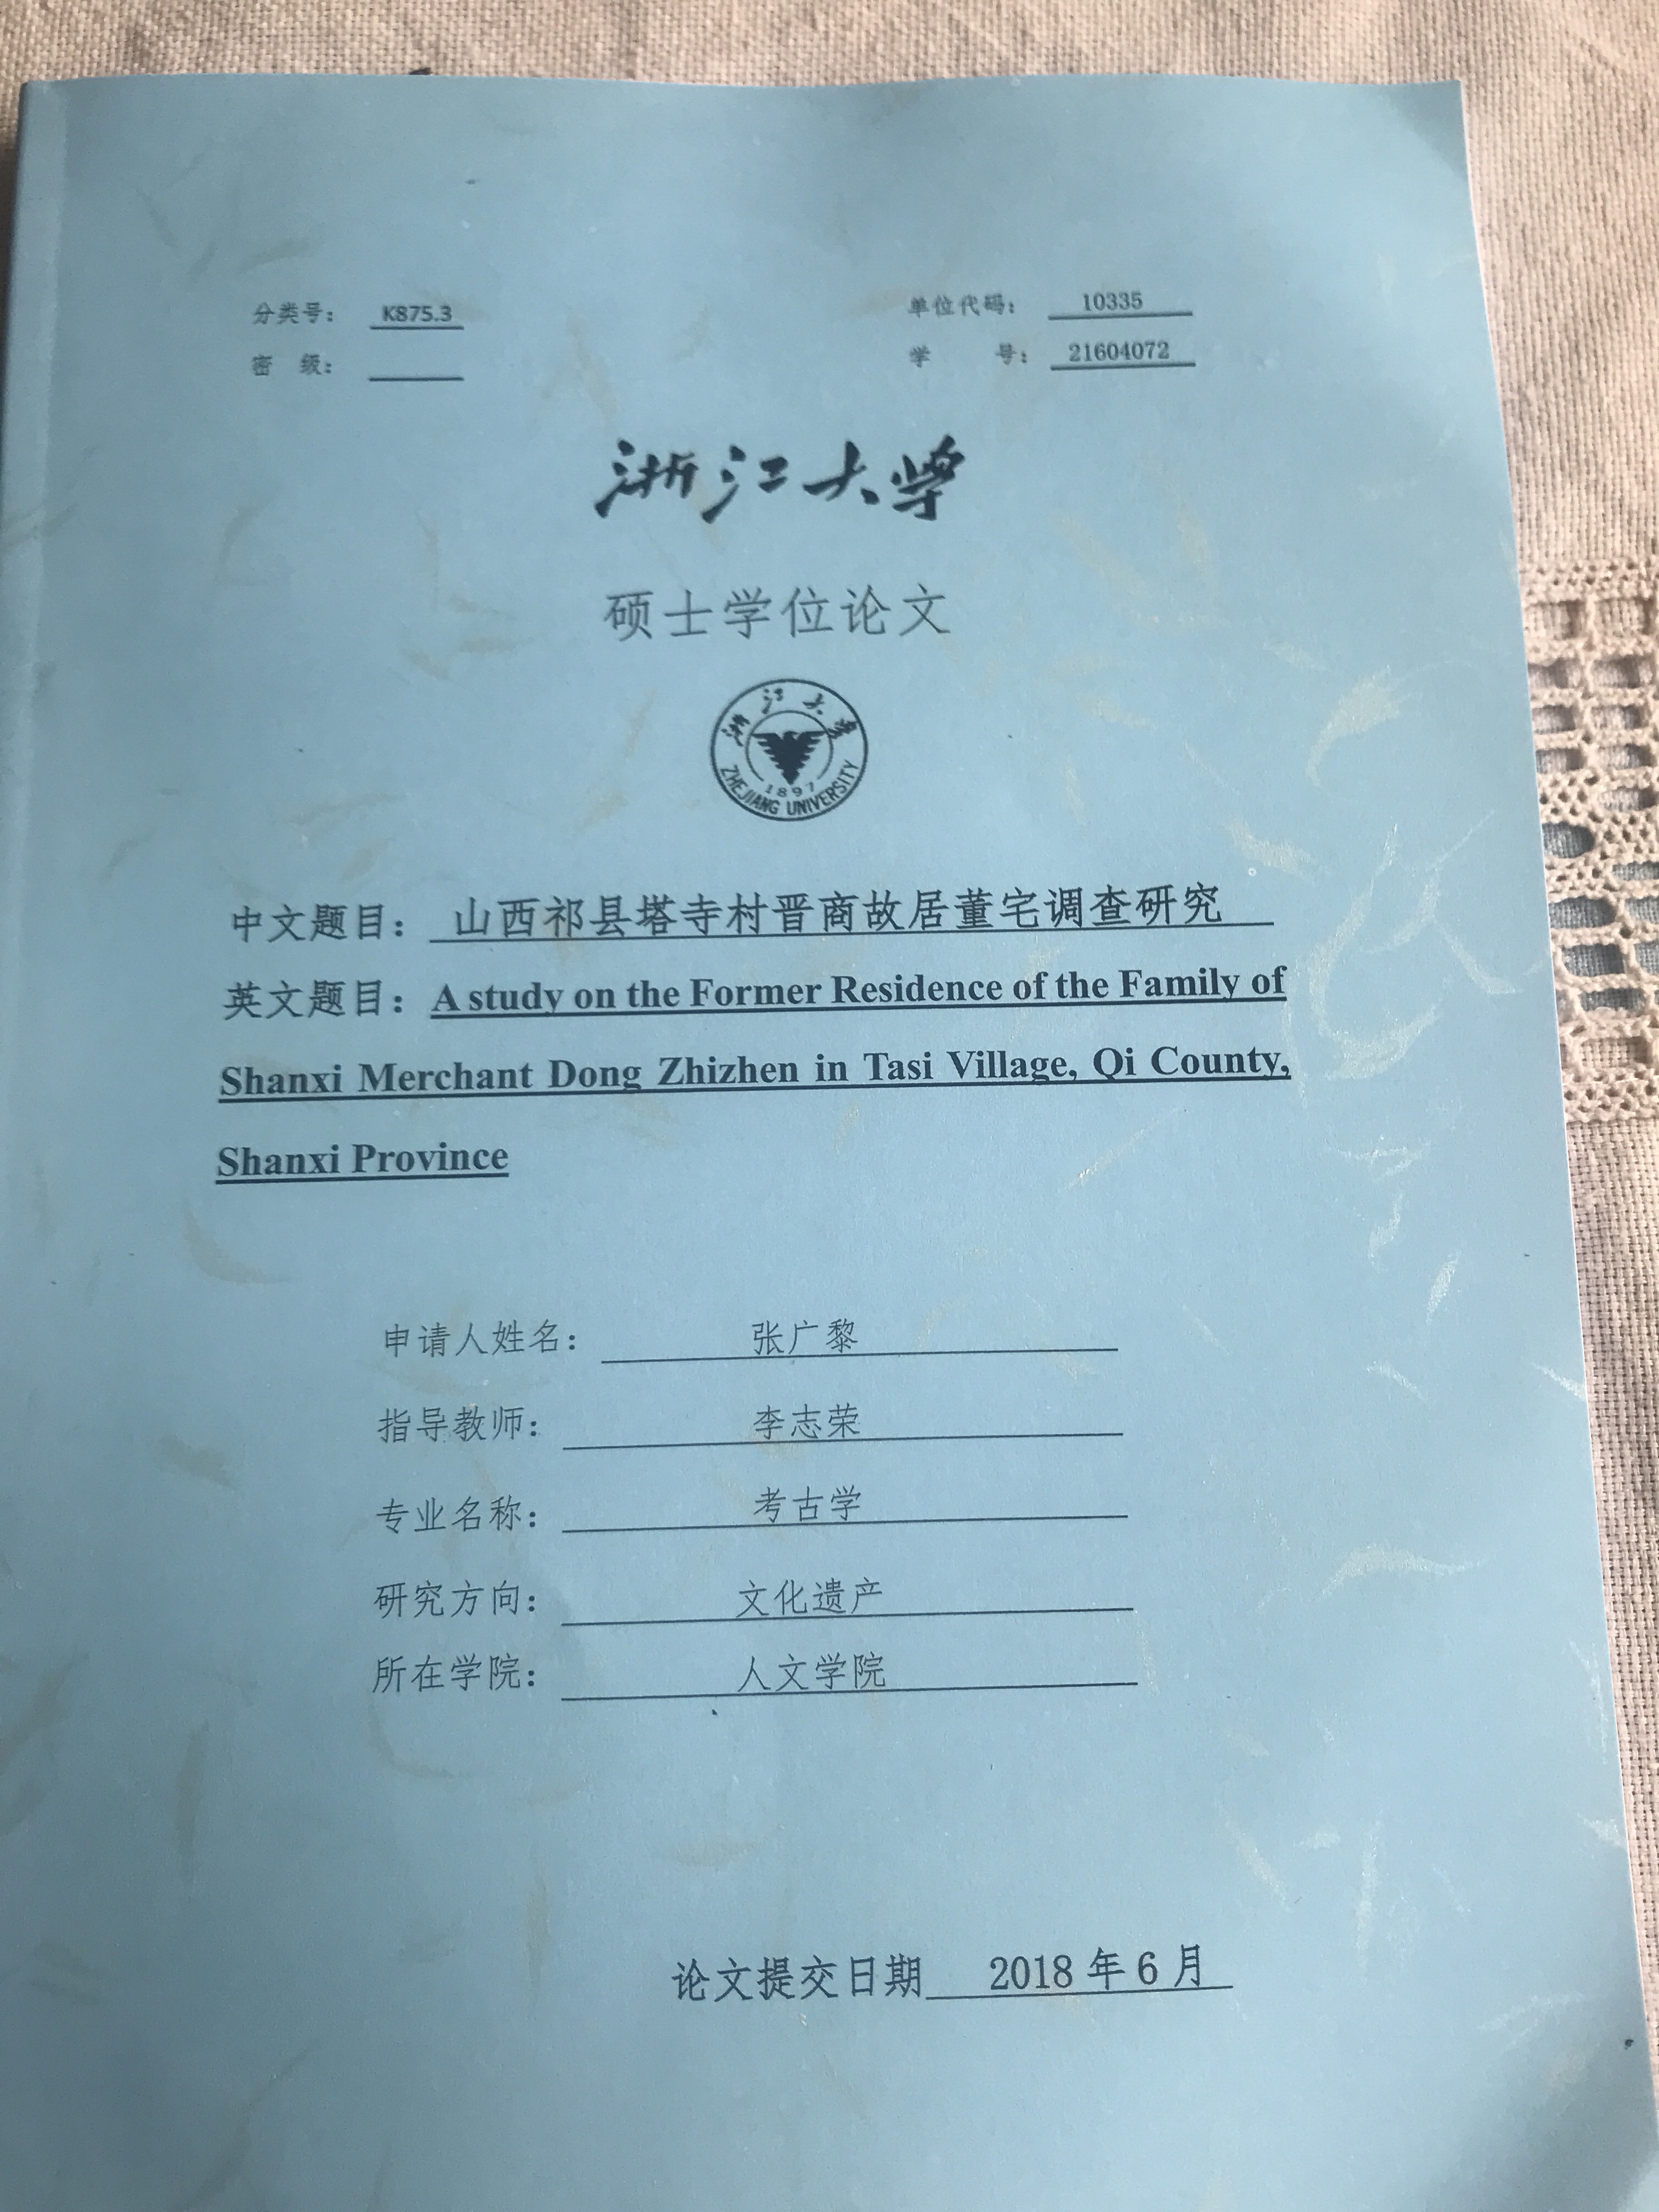 分类号： K875.3
单位代码： 10335
密 级：
学 号： 21604072
浙江大学
硕士学位论文
浙江大学
1897
ZHEJIANG UNIVERSITY
中文题目： 山西祁县塔寺村晋商故居董宅调查研究
英文题目： A study on the Former Residence of the Family of
Shanxi Merchant Dong Zhizhen in Tasi Village, Qi County,
Shanxi Province
申请人姓名： 张广黎
指导教师： 李志荣
专业名称： 考古学
研究方向： 文化遗产
所在学院： 人文学院
论文提交日期 2018 年 6 月